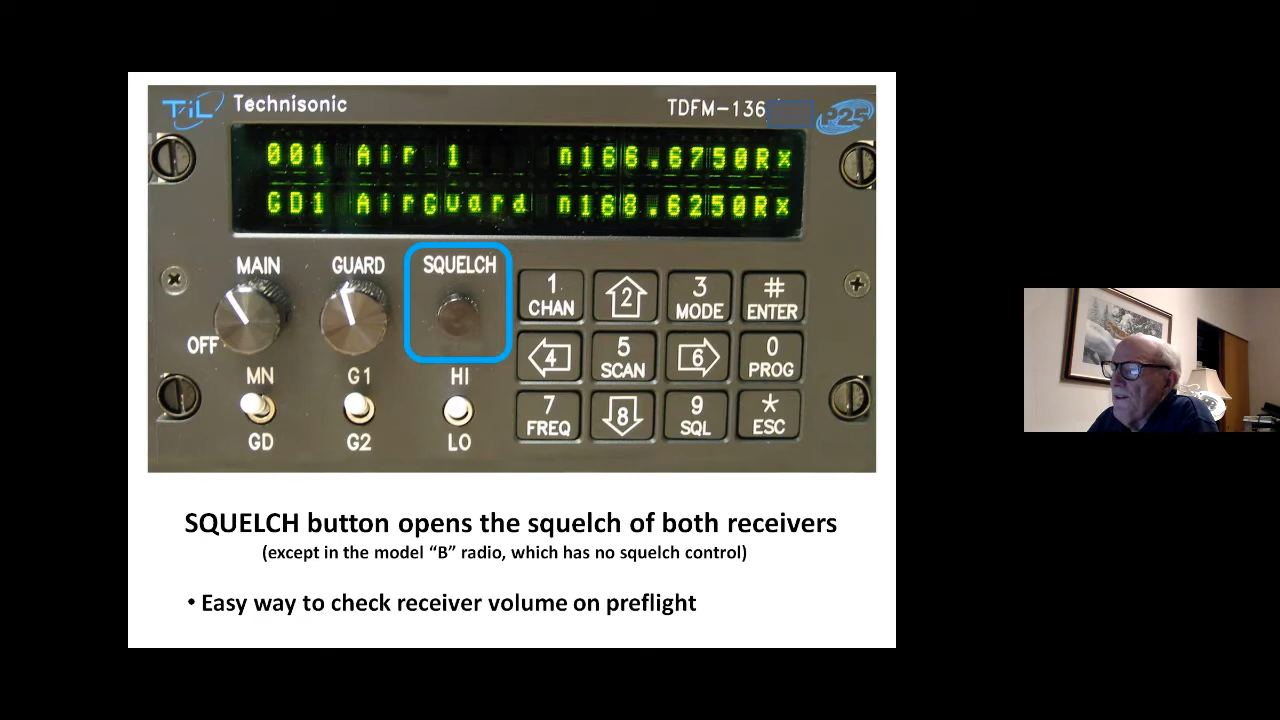 TiL Technisonic TDFM-136 P25
001 Air 1 n166.6750Rx
GD1 AirGuard n168.6250Rx
MAIN GUARD SQUELCH
OFF
MN G1 HI
GD G2 LO
1 CHAN 2 3 MODE # ENTER
4 5 SCAN 6 0 PROG
7 FREQ 8 9 SQL * ESC
SQUELCH button opens the squelch of both receivers
(except in the model “B” radio, which has no squelch control)
• Easy way to check receiver volume on preflight